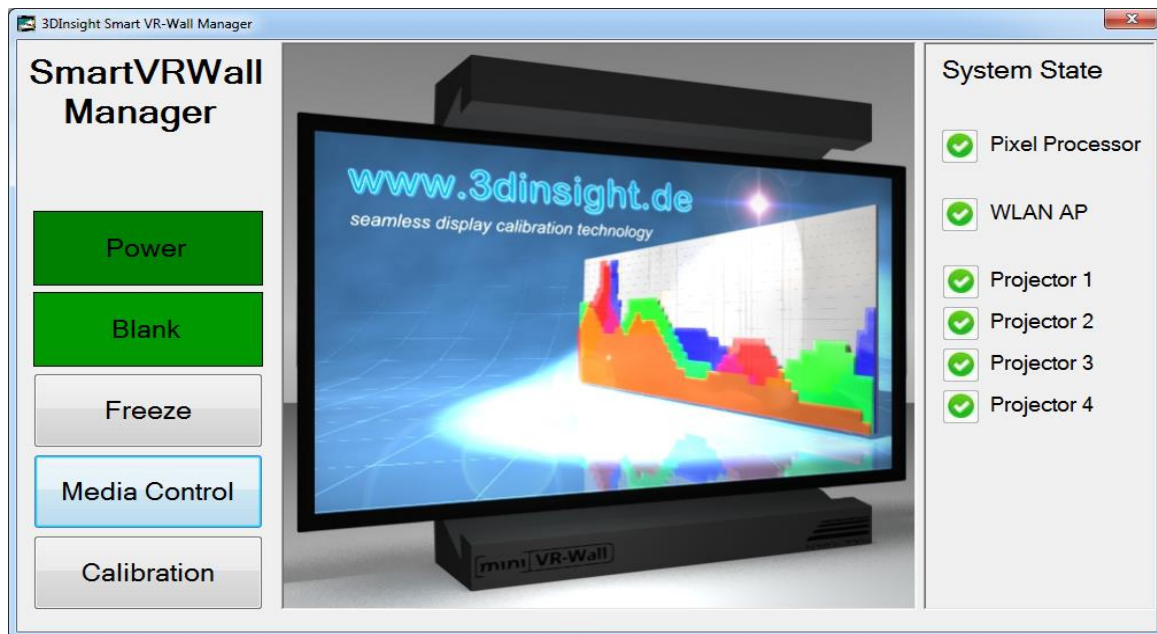 3DInsight Smart VR-Wall Manager
SmartVRWall
Manager
Power
Blank
Freeze
Media Control
Calibration
www.3dinsight.de
seamless display calibration technology
mini VR-Wall
System State
Pixel Processor
WLAN AP
Projector 1
Projector 2
Projector 3
Projector 4